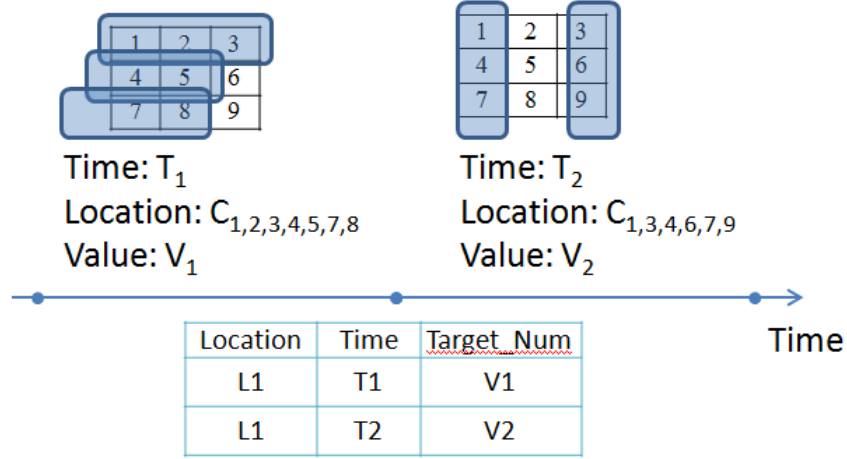 1 2 3
4 5 6
7 8 9
Time: T₁
Location: C₁,₂,₃,₄,₅,₇,₈
Value: V₁
1 2 3
4 5 6
7 8 9
Time: T₂
Location: C₁,₃,₄,₆,₇,₉
Value: V₂
Time
Location Time Target_Num
L1 T1 V1
L1 T2 V2